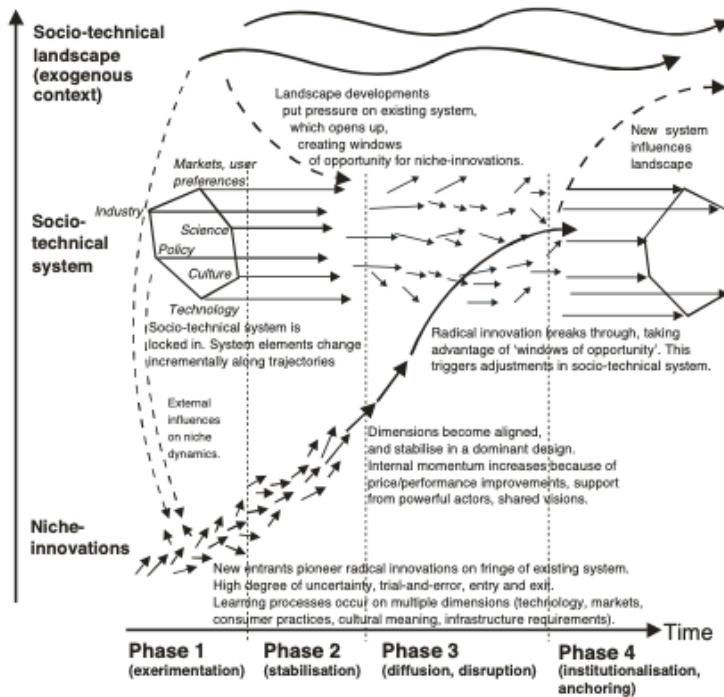 Socio-technical
landscape
(exogenous
context)
Landscape developments
put pressure on existing system,
which opens up,
creating windows
of opportunity for niche-innovations.
New system
influences
landscape
Markets, user
preferences
Industry
Science
Policy
Culture
Technology
Socio-
technical
system
Socio-technical system is
locked in. System elements change
incrementally along trajectories
Radical innovation breaks through, taking
advantage of 'windows of opportunity'. This
triggers adjustments in socio-technical system.
External
influences
on niche
dynamics.
Dimensions become aligned,
and stabilise in a dominant design.
Internal momentum increases because of
price/performance improvements, support
from powerful actors, shared visions.
Niche-
innovations
New entrants pioneer radical innovations on fringe of existing system.
High degree of uncertainty, trial-and-error, entry and exit.
Learning processes occur on multiple dimensions (technology, markets,
consumer practices, cultural meaning, infrastructure requirements).
Time
Phase 1
(exerimentation)
Phase 2
(stabilisation)
Phase 3
(diffusion, disruption)
Phase 4
(institutionalisation,
anchoring)